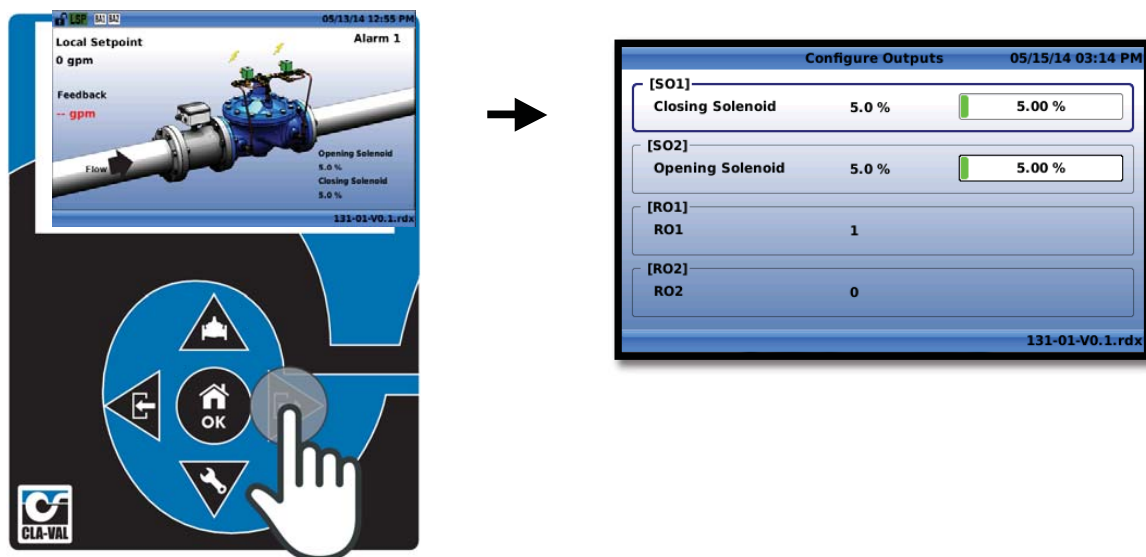 LSP BA1 BA2 05/13/14 12:55 PM
Local Setpoint
0 gpm
Alarm 1
Feedback
-- gpm
Flow
Opening Solenoid
5.0 %
Closing Solenoid
5.0 %
131-01-V0.1.rdx
OK
CLA-VAL
Configure Outputs 05/15/14 03:14 PM
[SO1]
Closing Solenoid 5.0 % 5.00 %
[SO2]
Opening Solenoid 5.0 % 5.00 %
[RO1]
RO1 1
[RO2]
RO2 0
131-01-V0.1.rdx